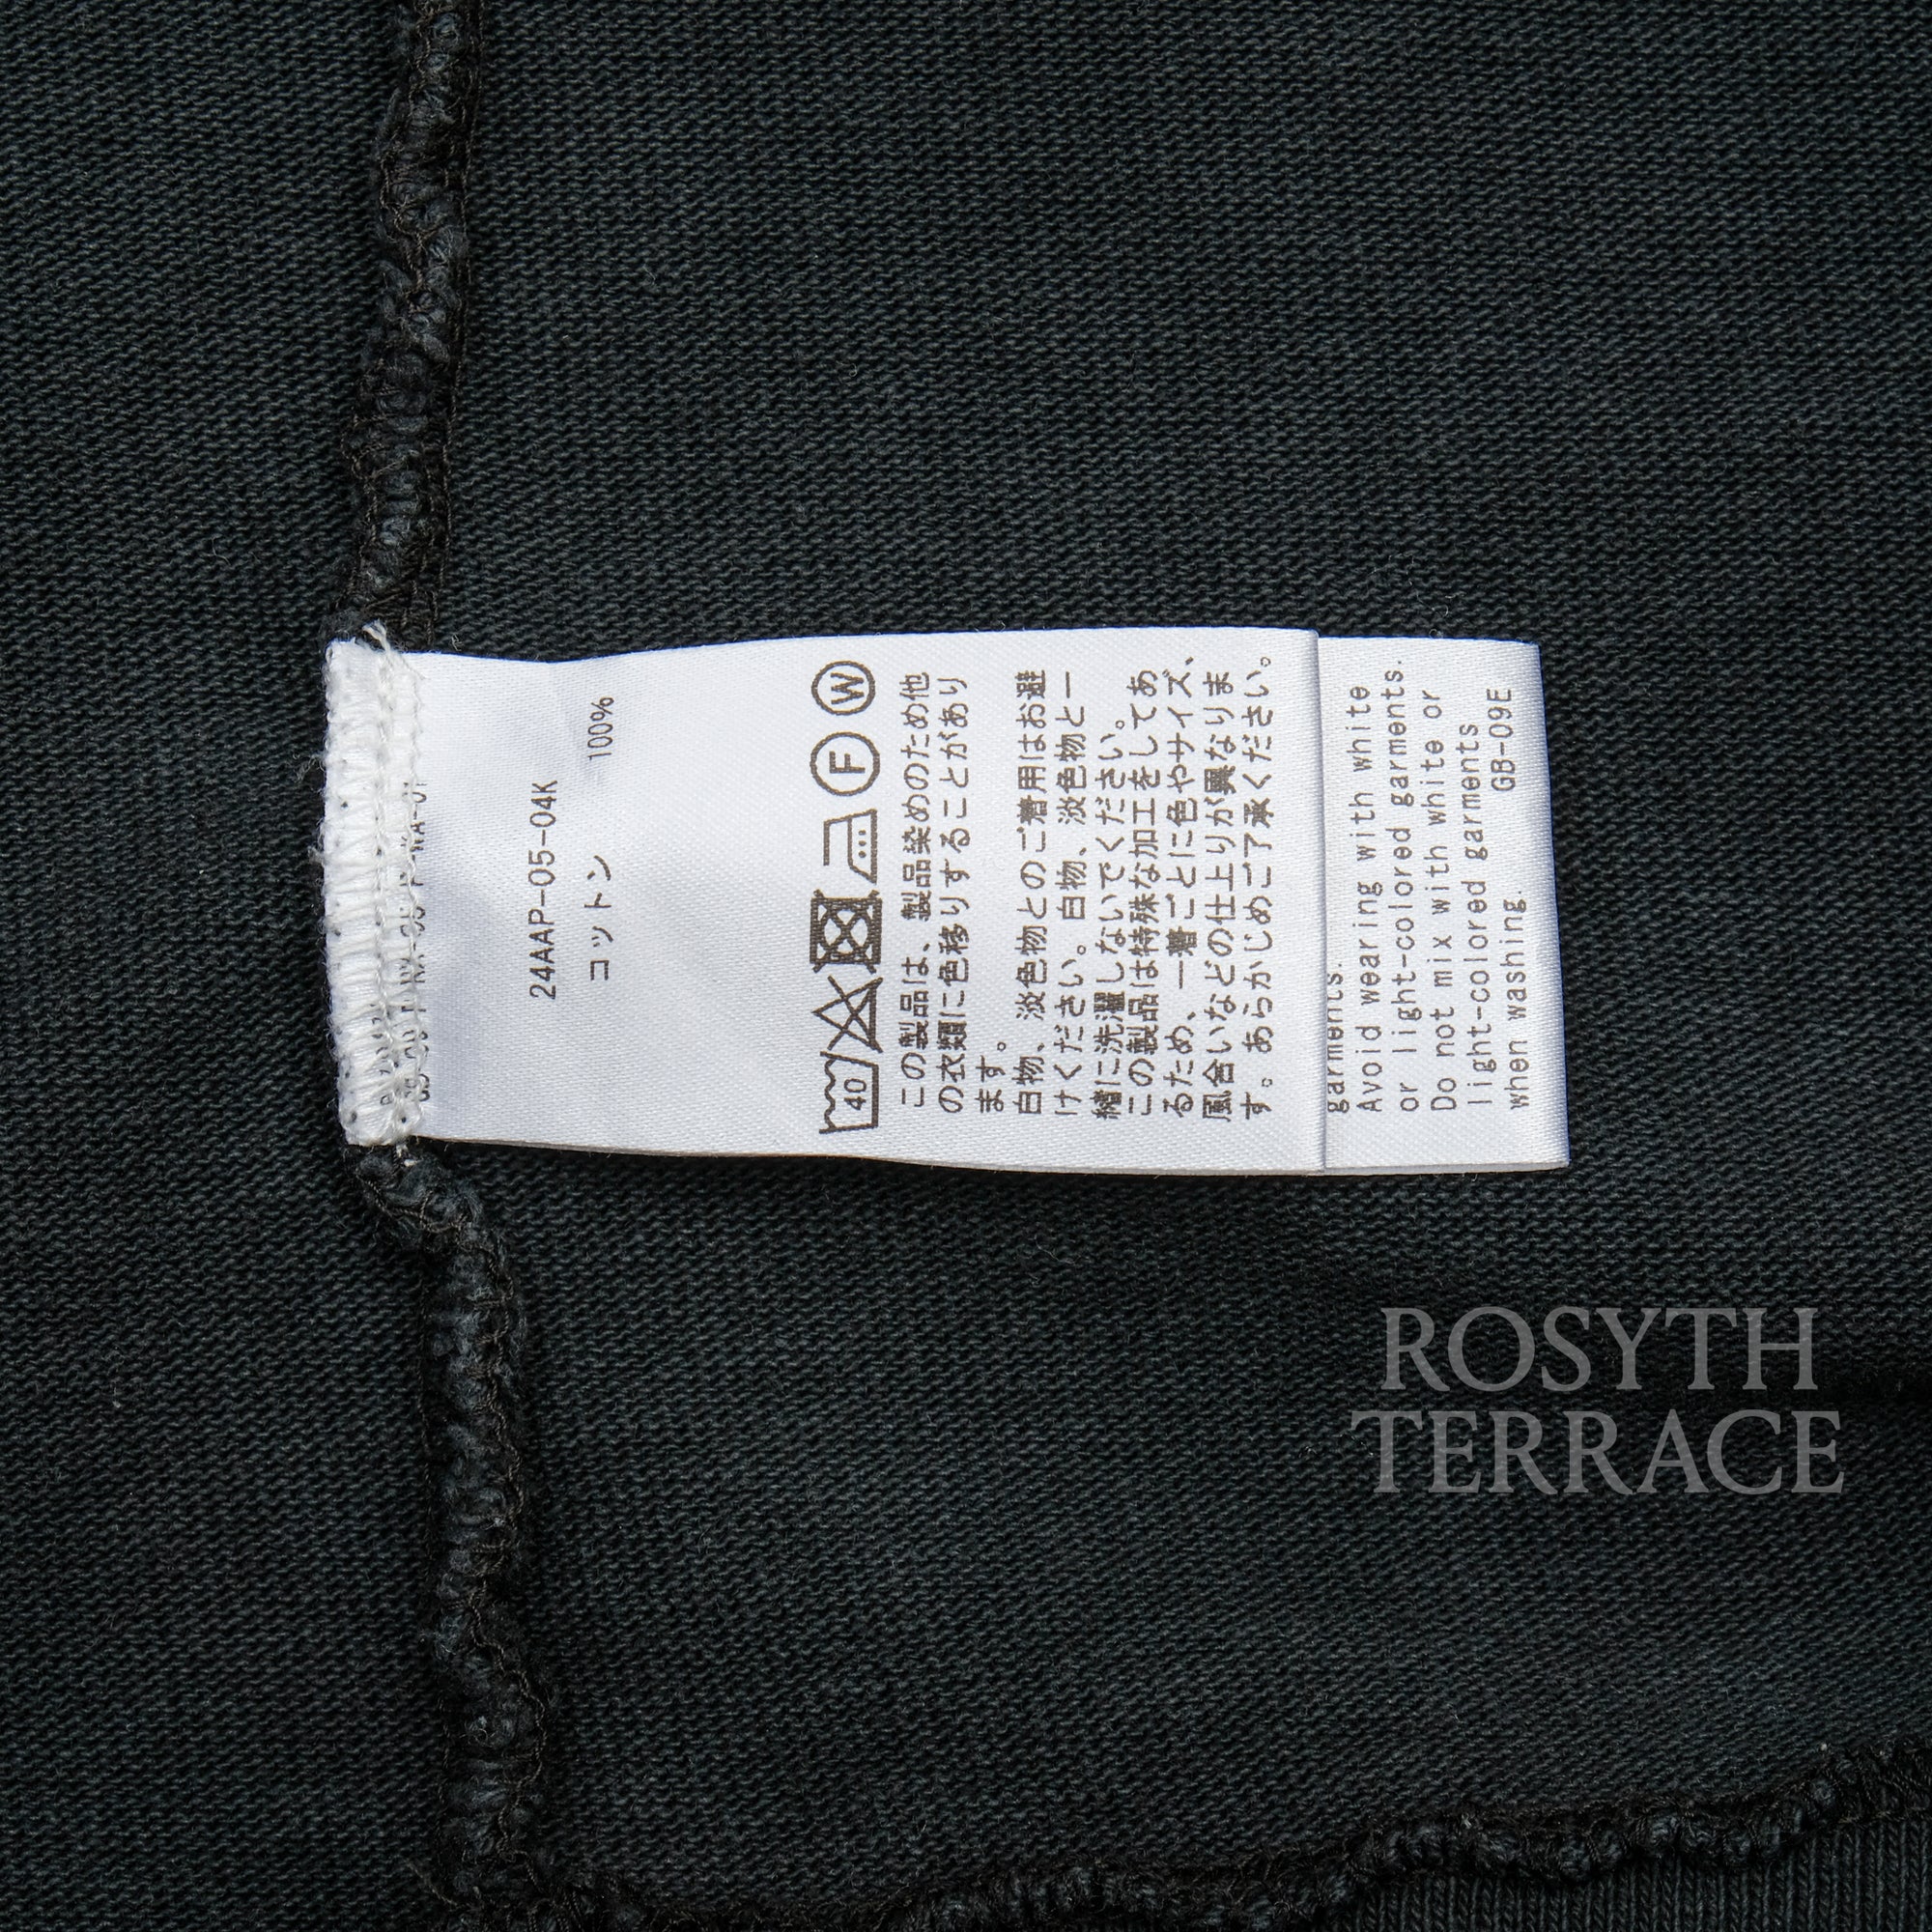 24AAP-05-04K
コットン 100%
40
F W
この製品は、製品染めのため他
の衣類に色移りすることがあり
ます。
白物、淡色物とのご着用はお避
けください。白物、淡色物と一
緒に洗濯しないでください。
この製品は特殊な加工をしてあ
るため、一着ごとに色やサイズ、
風合いなどの仕上りが異なりま
す。あらかじめご了承ください。
garments.
Avoid wearing with white
or light-colored garments.
Do not mix with white or
light-colored garments
when washing.
GB-09E
ROSYTH
TERRACE